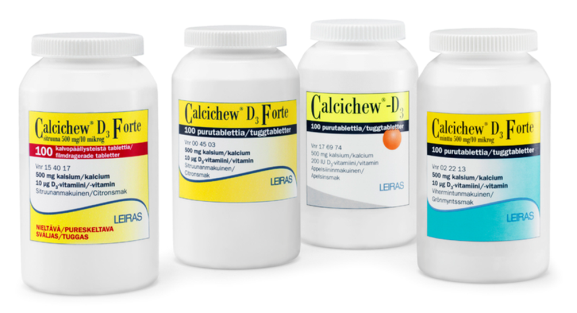 Calcichew® D3 Forte
sitruuna 500 mg/10 mikrog
100 kalvopäällysteistä tablettia/
filmdragerade tabletter
Vnr 15 40 17
500 mg kalsium/kalcium
10 µg D3-vitamiini/-vitamin
Sitruunanmakuinen/Citronsmak
LEIRAS
NIELTÄVÄ/PURESKELTAVA
SVÄLJAS/TUGGAS
Calcichew® D3 Forte
100 purutablettia/tuggtabletter
Vnr 00 45 03
500 mg kalsium/kalcium
10 µg D3-vitamiini/-vitamin
Sitruunanmakuinen/
Citronsmak
LEIRAS
Calcichew®-D3
100 purutablettia/tuggtabletter
Vnr 17 69 74
500 mg kalsium/kalcium
200 IU D3-vitamiini/vitamin
Appelsiininmakuinen/
Apelsinsmak
LEIRAS
Calcichew® D3 Forte
minttu 500 mg/10 mikrog
100 purutablettia/tuggtabletter
Vnr 02 22 13
500 mg kalsium/kalcium
10 µg D3-vitamiini/-vitamin
Viherminttumakuinen/
Grönmyntssmak
LEIRAS